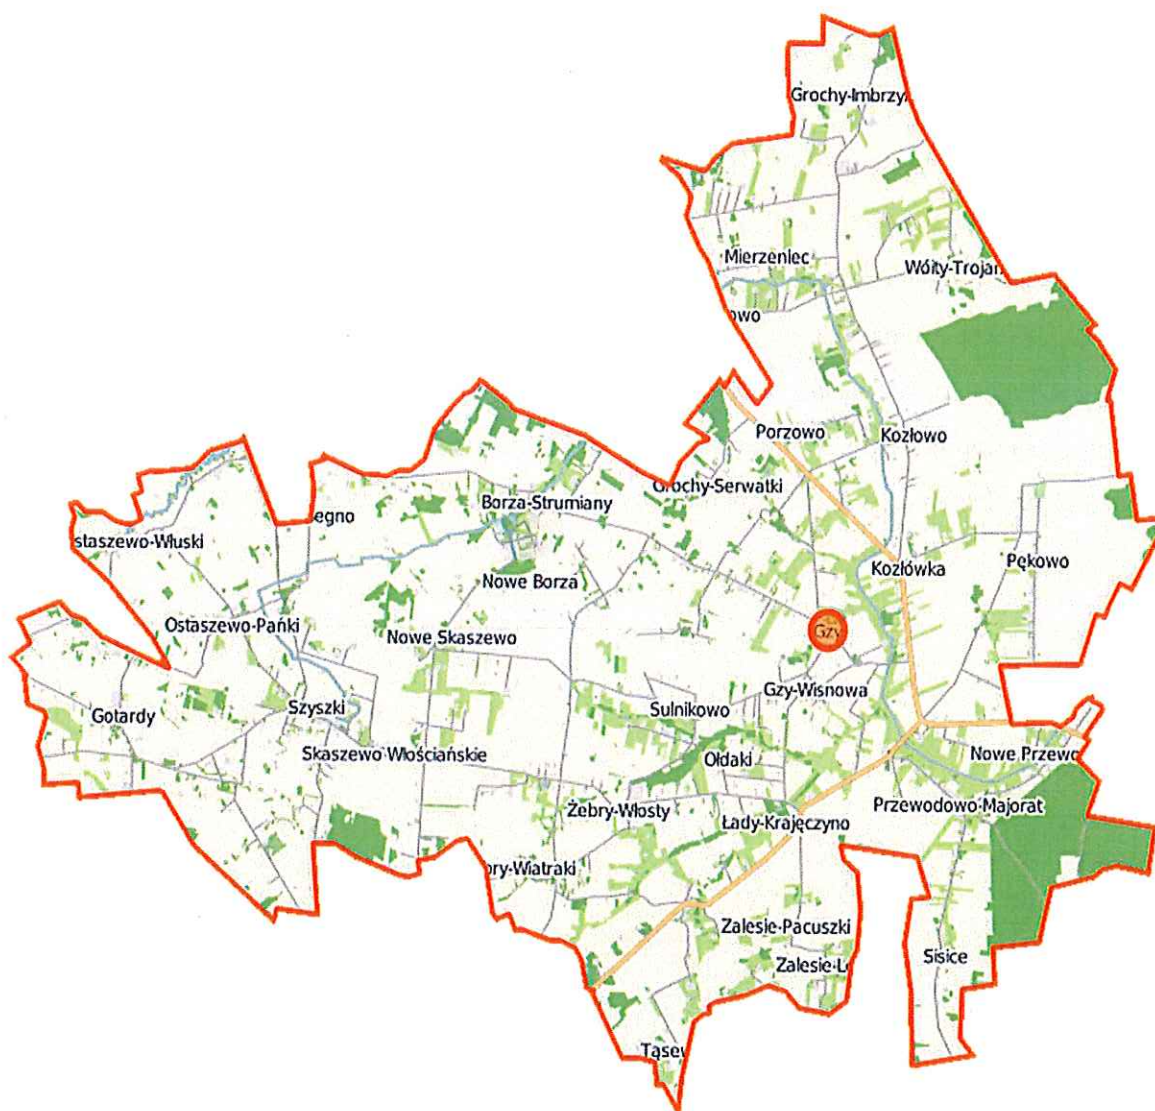 Grochy-Imbrzy
Mierzeniec
Wójty-Trojan
owo
Porzowo
Kozłowo
Grochy-Serwatki
Borza-Strumiany
egno
staszewo-Włuski
Kozłówka
Pękowo
Nowe Borza
Ostaszewo-Pańki
Nowe Skaszewo
Gzy
Gzy-Wisnowa
Szyszki
Sulnikowo
Gotardy
Skaszewo Włościańskie
Ołdaki
Nowe Przewo
Żebry-Włosty
Przewodowo-Majorat
Łady-Krajęczyno
bry-Wiatraki
Zalesie-Pacuszki
Sisice
Zalesie-L
Tąsew